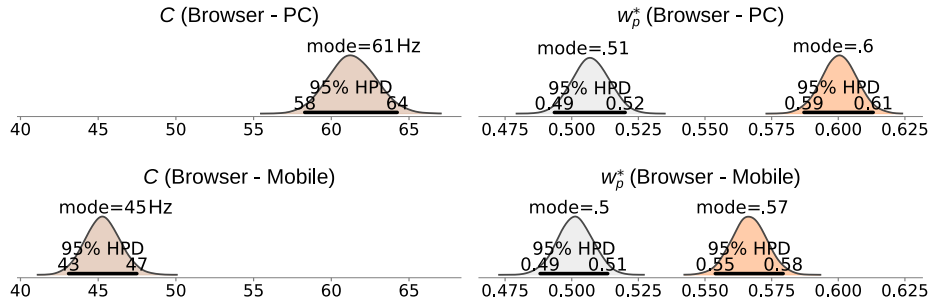 C (Browser - PC)
mode=61Hz
95% HPD
58 64
40 45 50 55 60 65
w*p (Browser - PC)
mode=.51 mode=.6
95% HPD 95% HPD
0.49 0.52 0.59 0.61
0.475 0.500 0.525 0.550 0.575 0.600 0.625
C (Browser - Mobile)
mode=45Hz
95% HPD
43 47
40 45 50 55 60 65
w*p (Browser - Mobile)
mode=.5 mode=.57
95% HPD 95% HPD
0.49 0.51 0.55 0.58
0.475 0.500 0.525 0.550 0.575 0.600 0.625